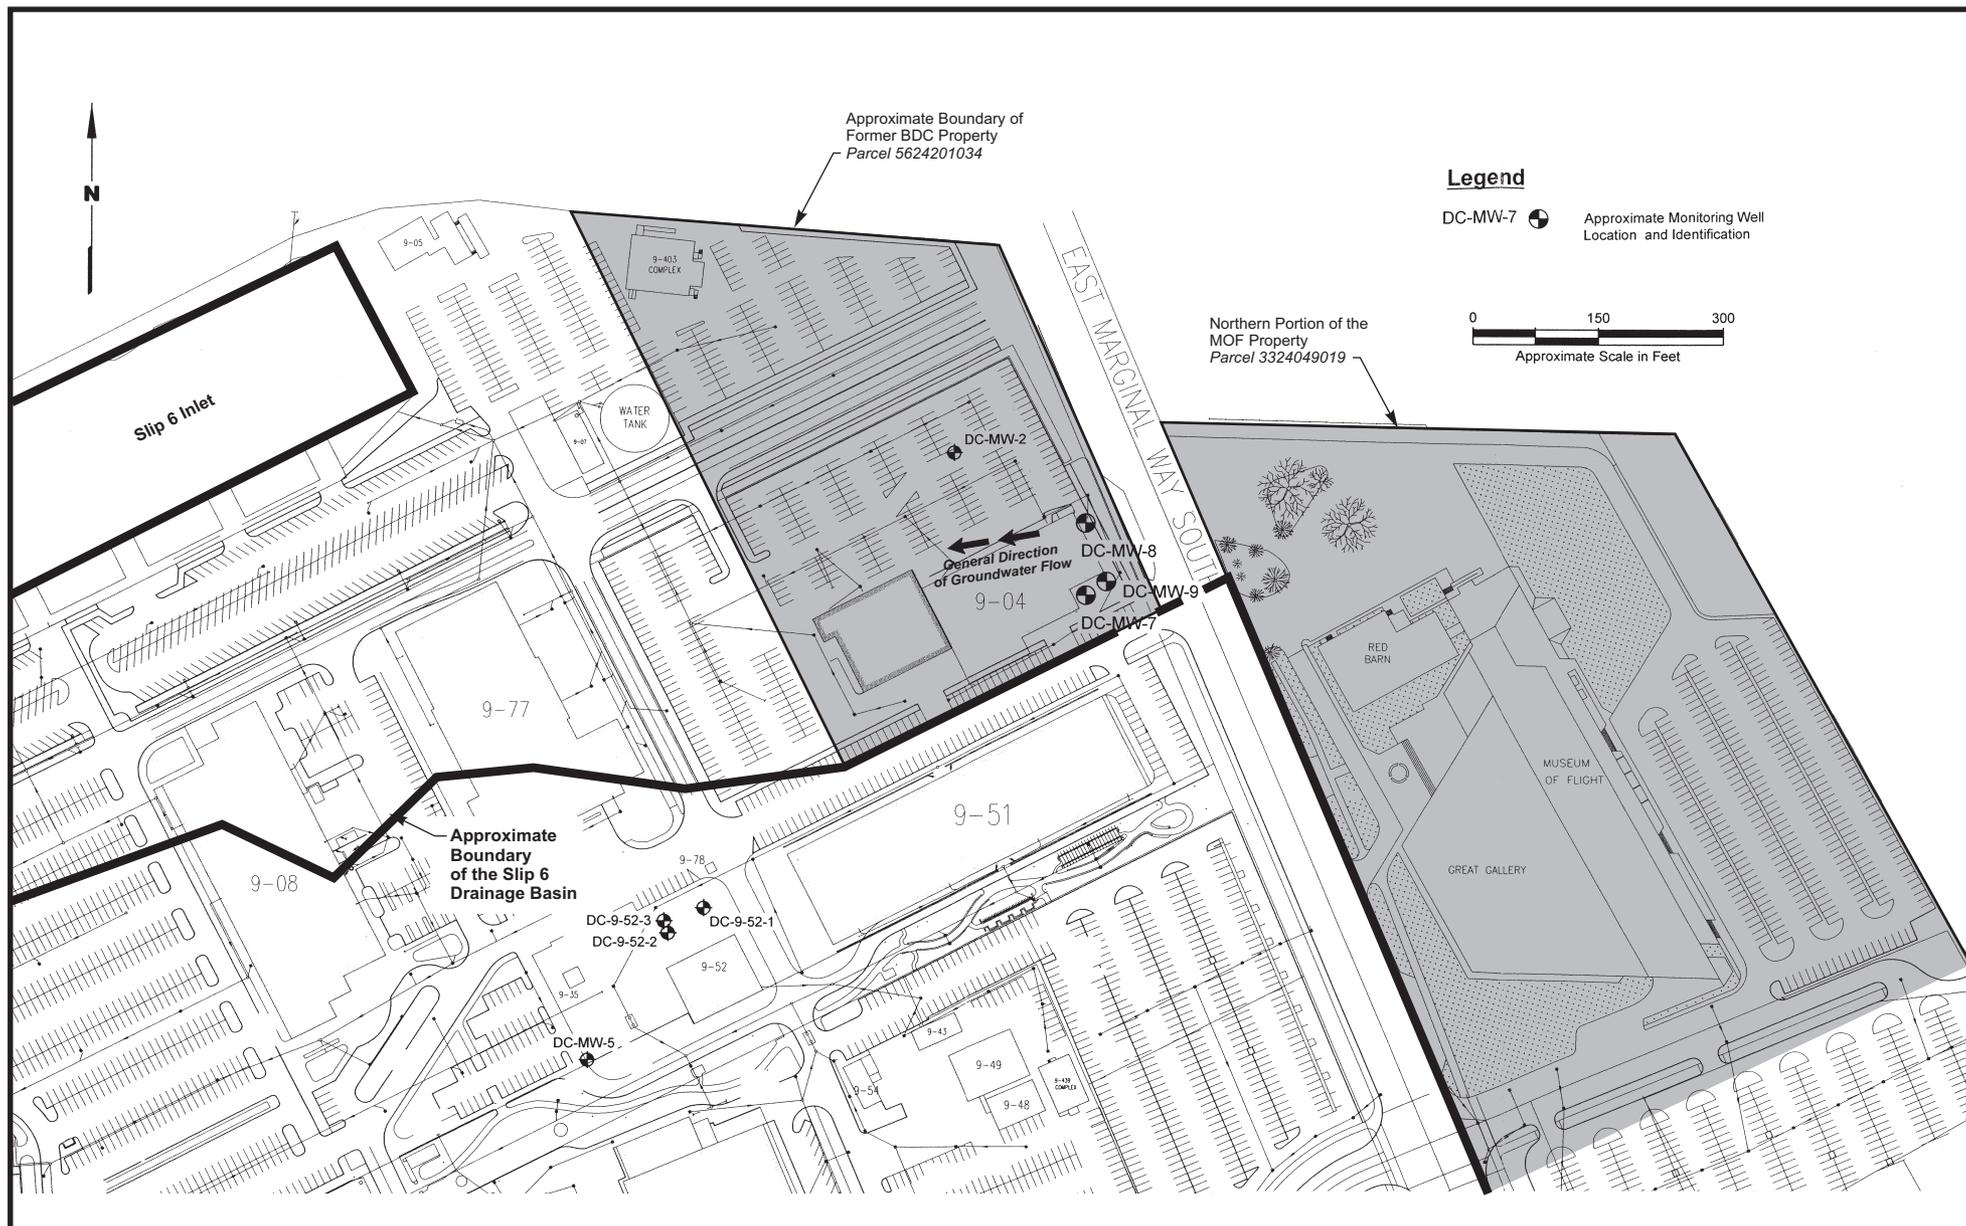 Approximate Boundary of
Former BDC Property
Parcel 5624201034
N
Legend
DC-MW-7
Approximate Monitoring Well
Location and Identification
0
150
300
Approximate Scale in Feet
Northern Portion of the
MOF Property
Parcel 3324049019
9-05
9-403
COMPLEX
EAST MARGINAL WAY SOUTH
Slip 6 Inlet
WATER
TANK
9-07
DC-MW-2
DC-MW-8
General Direction
of Groundwater Flow
9-04
DC-MW-9
DC-MW-7
RED
BARN
9-77
MUSEUM
OF FLIGHT
9-51
GREAT GALLERY
Approximate
Boundary
of the Slip 6
Drainage Basin
9-08
9-78
DC-9-52-3
DC-9-52-1
DC-9-52-2
9-52
9-35
DC-MW-5
9-43
9-49
9-54
9-48
9-439
COMPLEX